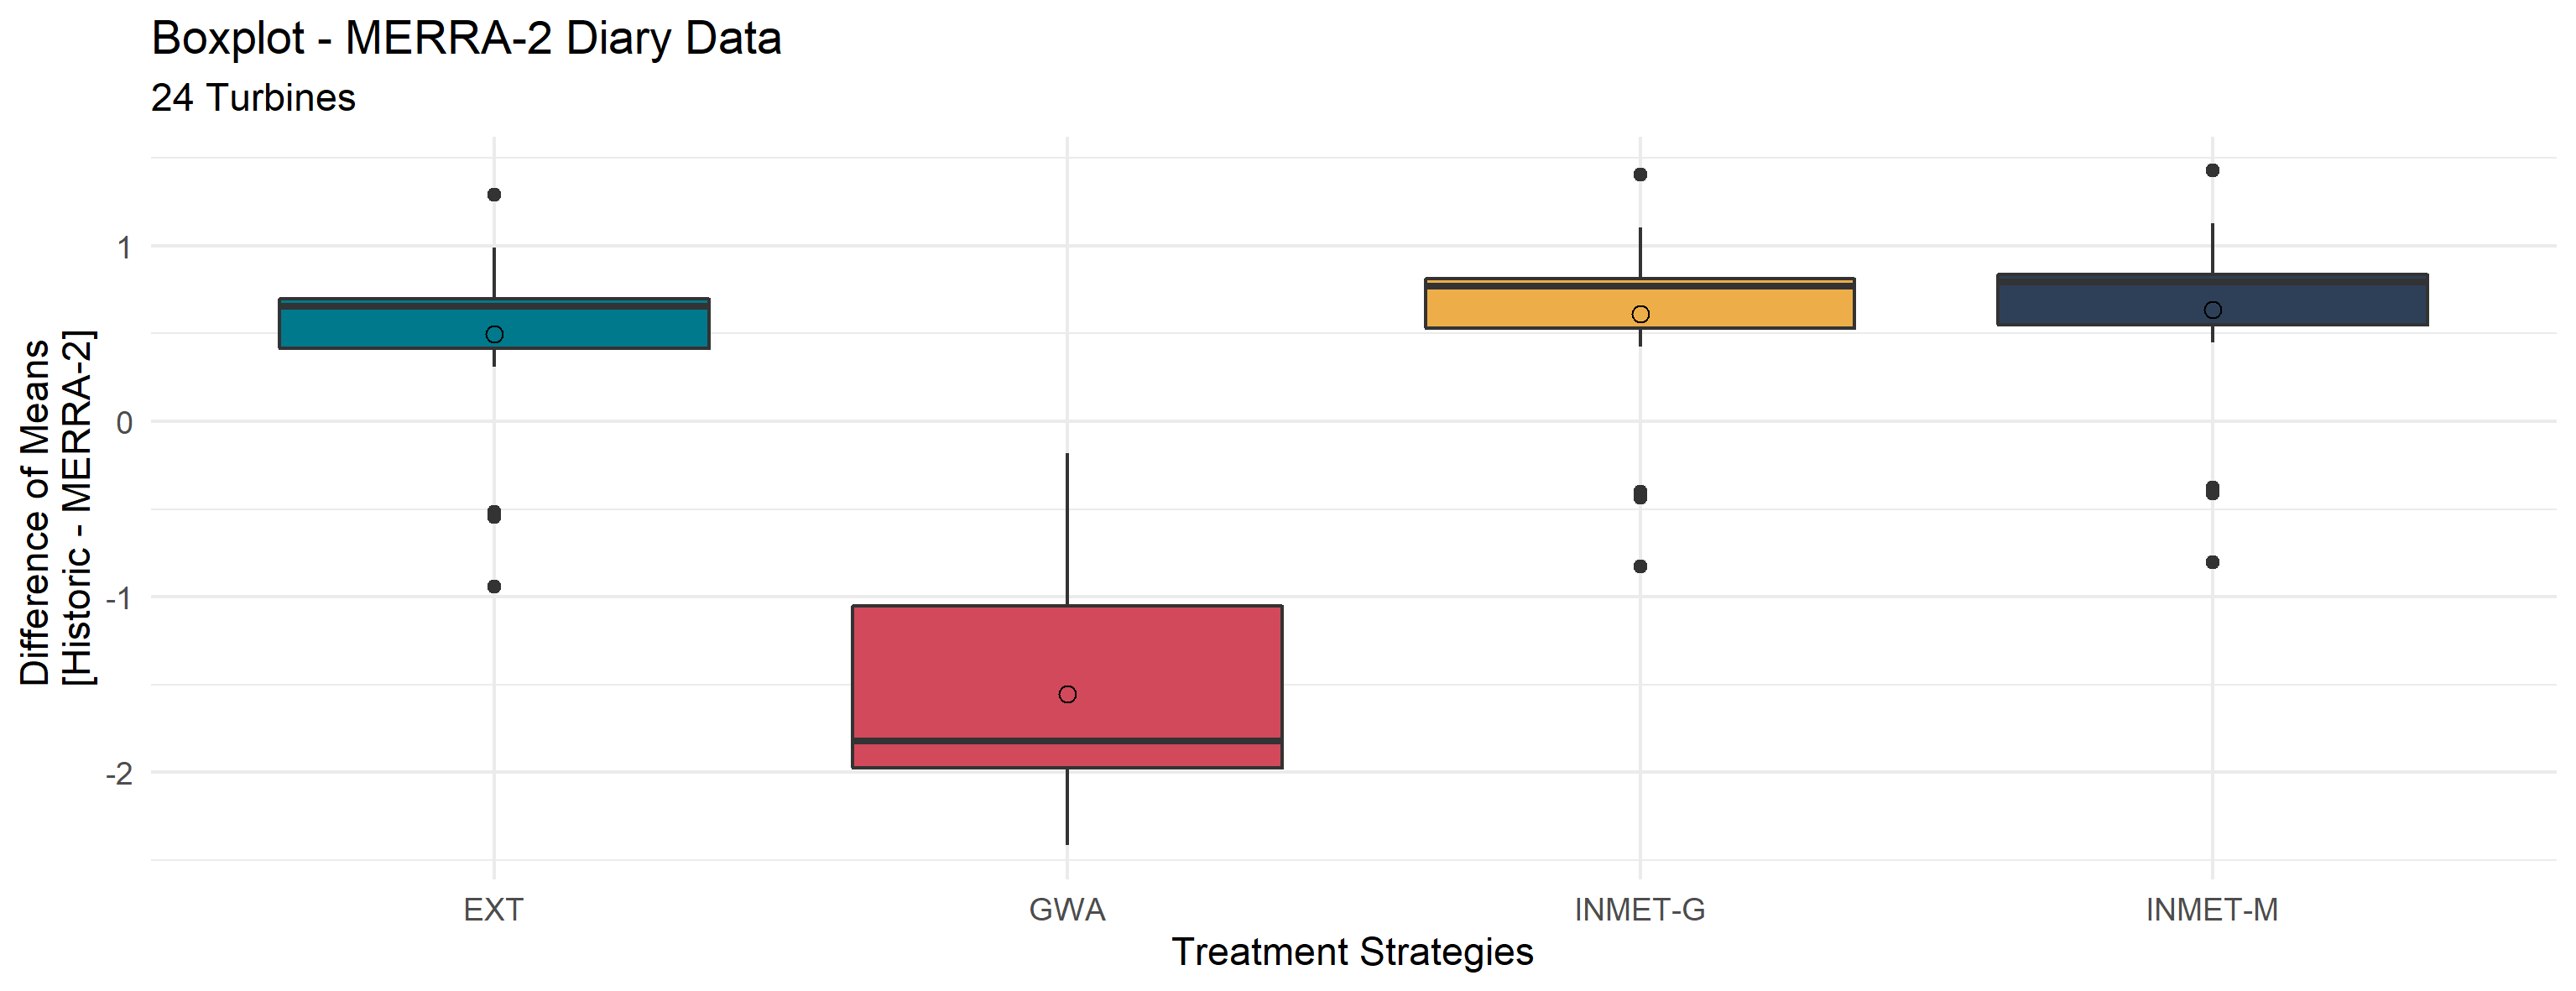 Boxplot - MERRA-2 Diary Data
24 Turbines
Difference of Means
[Historic - MERRA-2]
1
0
-1
-2
EXT
GWA
INMET-G
INMET-M
Treatment Strategies